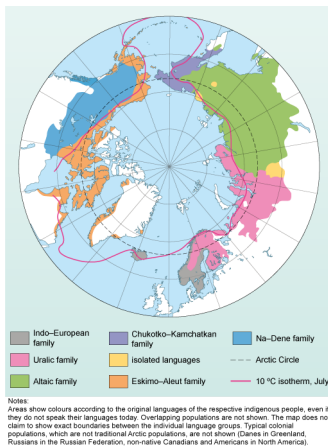 Indo–European
family
Uralic family
Altaic family
Chukotko–Kamchatkan
family
Isolated languages
Eskimo–Aleut family
Na–Dene family
Arctic Circle
10 ºC isotherm, July
Notes:
Areas show colours according to the original languages of the respective indigenous people, even if
they do not speak their languages today. Overlapping populations are not shown. The map does not
claim to show exact boundaries between the individual language groups. Typical colonial
populations, which are not traditional Arctic populations, are not shown (Danes in Greenland,
Russians in the Russian Federation, non-native Canadians and Americans in North America).